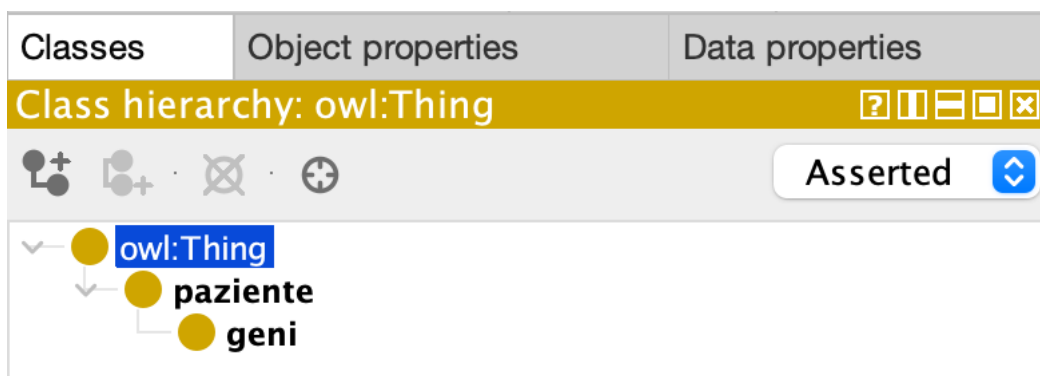 Classes Object properties Data properties
Class hierarchy: owl:Thing
Asserted
owl:Thing
paziente
geni